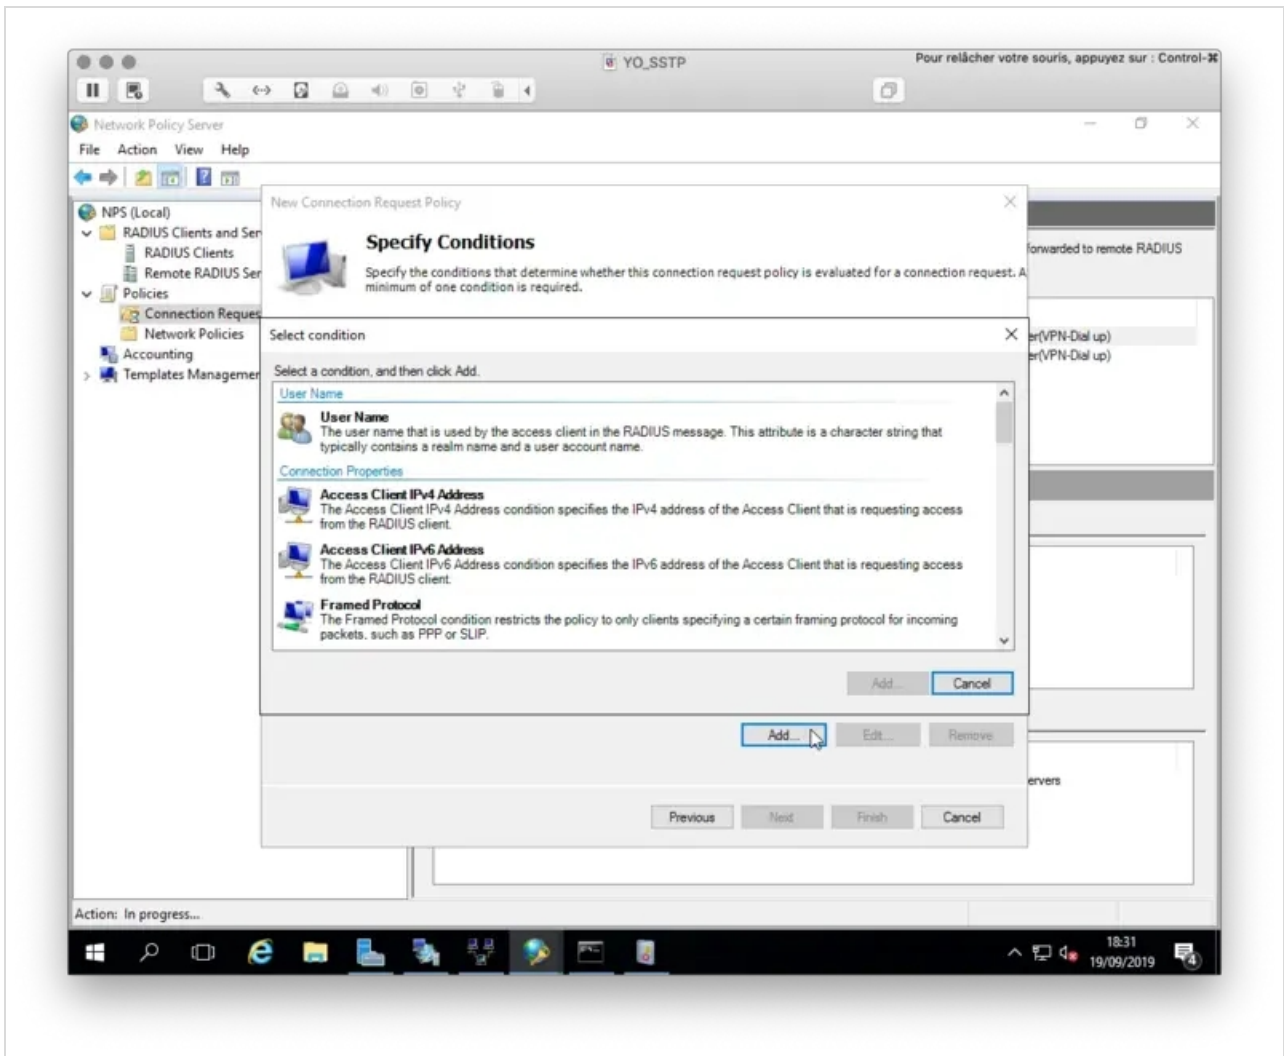 YO_SSTP
Pour relâcher votre souris, appuyez sur : Control-⌘
Network Policy Server
File Action View Help
NPS (Local)
RADIUS Clients and Ser
RADIUS Clients
Remote RADIUS Ser
Policies
Connection Reques
Network Policies
Accounting
Templates Managemer
New Connection Request Policy
Specify Conditions
Specify the conditions that determine whether this connection request policy is evaluated for a connection request. A
minimum of one condition is required.
forwarded to remote RADIUS
er(VPN-Dial up)
er(VPN-Dial up)
Select condition
Select a condition, and then click Add.
User Name
User Name
The user name that is used by the access client in the RADIUS message. This attribute is a character string that
typically contains a realm name and a user account name.
Connection Properties
Access Client IPv4 Address
The Access Client IPv4 Address condition specifies the IPv4 address of the Access Client that is requesting access
from the RADIUS client.
Access Client IPv6 Address
The Access Client IPv6 Address condition specifies the IPv6 address of the Access Client that is requesting access
from the RADIUS client.
Framed Protocol
The Framed Protocol condition restricts the policy to only clients specifying a certain framing protocol for incoming
packets, such as PPP or SLIP.
Add... Cancel
Add... Edit... Remove
ervers
Previous Next Finish Cancel
Action: In progress...
18:31
19/09/2019
4